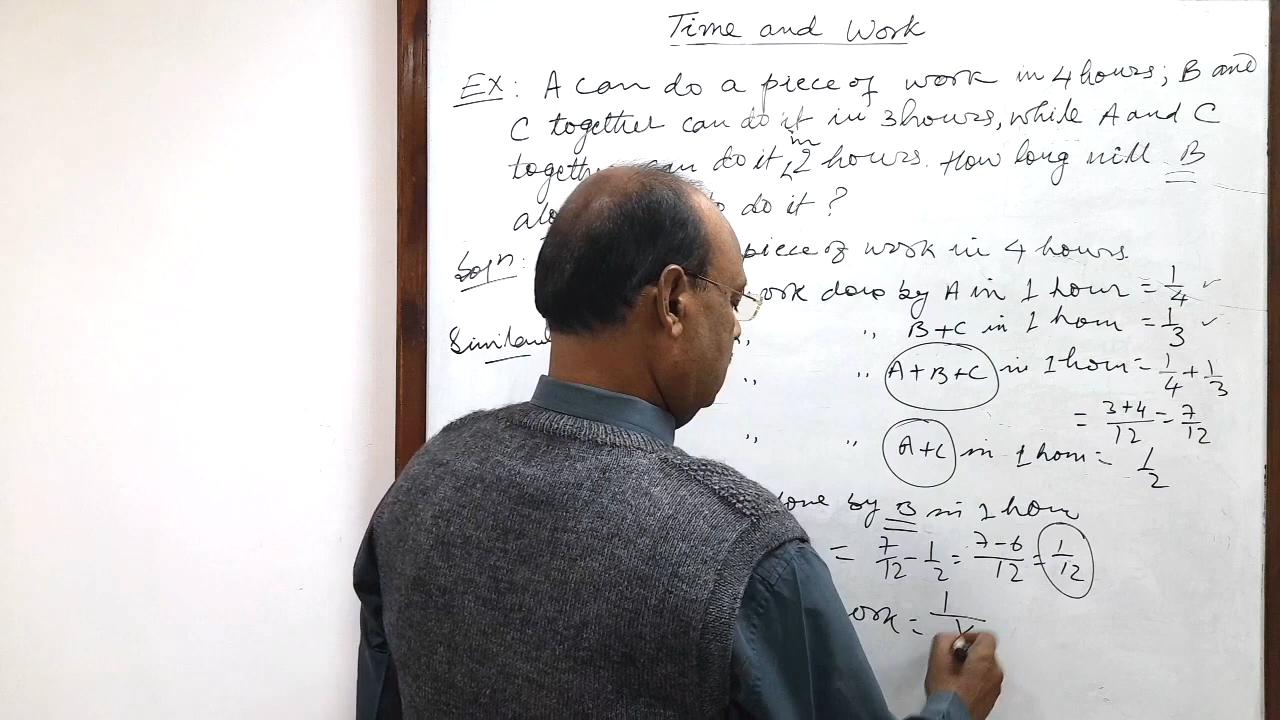 Time and Work
EX: A can do a piece of work in 4 hours; B and
C together can do it in 3 hours, while A and C
together can do it in 2 hours. How long will B
do it?
Soln: piece of work in 4 hours.
work done by A in 1 hour = 1/4 ✓
,, B+C in 1 hour = 1/3 ✓
,, ,, A+B+C in 1 hour = 1/4 + 1/3
= 3+4/12 = 7/12
,, ,, A+C in 1 hour = 1/2
done by B in 1 hour
= 7/12 - 1/2 = 7-6/12 = 1/12
work = 1/